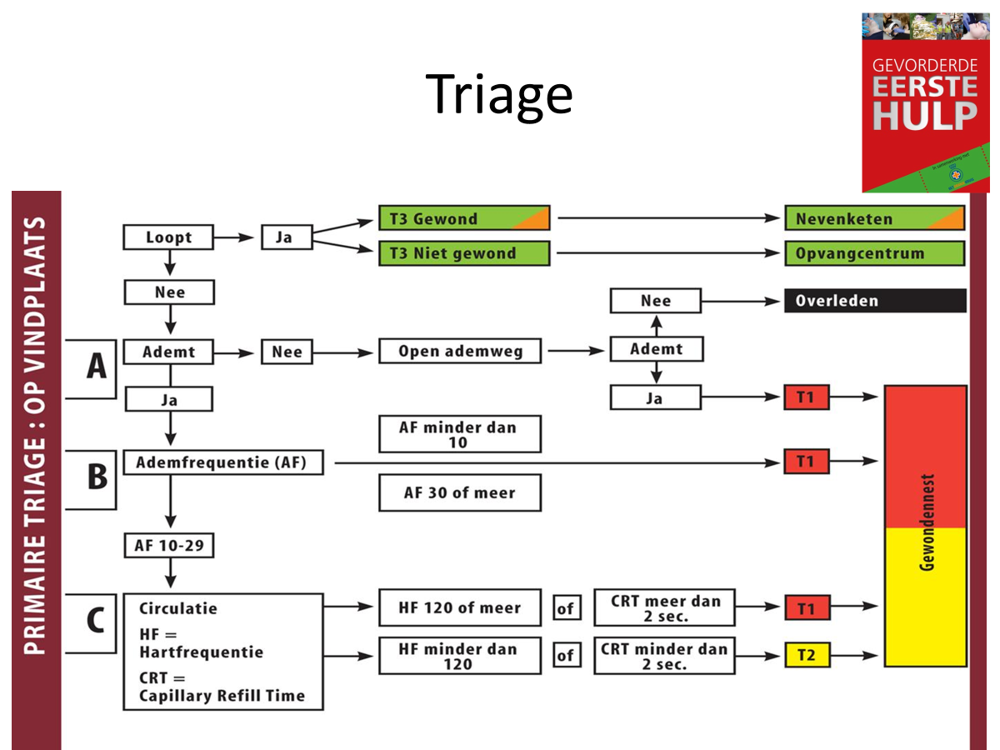 Triage
GEVORDERDE
EERSTE
HULP
In samenwerking met
PRIMAIRE TRIAGE : OP VINDPLAATS
Loopt
Ja
T3 Gewond
Nevenketen
T3 Niet gewond
Opvangcentrum
Nee
Nee
Overleden
A
Ademt
Nee
Open ademweg
Ademt
Ja
Ja
T1
AF minder dan
10
B
Ademfrequentie (AF)
T1
AF 30 of meer
Gewondennest
AF 10-29
C
Circulatie
HF =
Hartfrequentie
CRT =
Capillary Refill Time
HF 120 of meer
of
CRT meer dan
2 sec.
T1
HF minder dan
120
of
CRT minder dan
2 sec.
T2